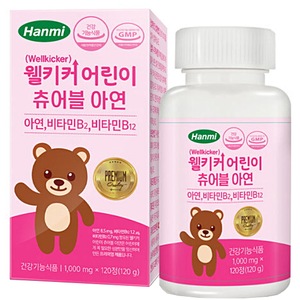 Hanmi
건강
기능식품
GMP
(Wellkicker)
웰키커 어린이
츄어블 아연
아연, 비타민B2, 비타민B12
PREMIUM
Quality
건강기능식품
1,000 mg × 120정(120 g)
Hanmi
GMP
(Wellkicker)
웰키커 어린이
츄어블 아연
아연, 비타민B2, 비타민B12
PREMIUM
Quality
건강기능식품
1,000 mg ×
120정(120 g)